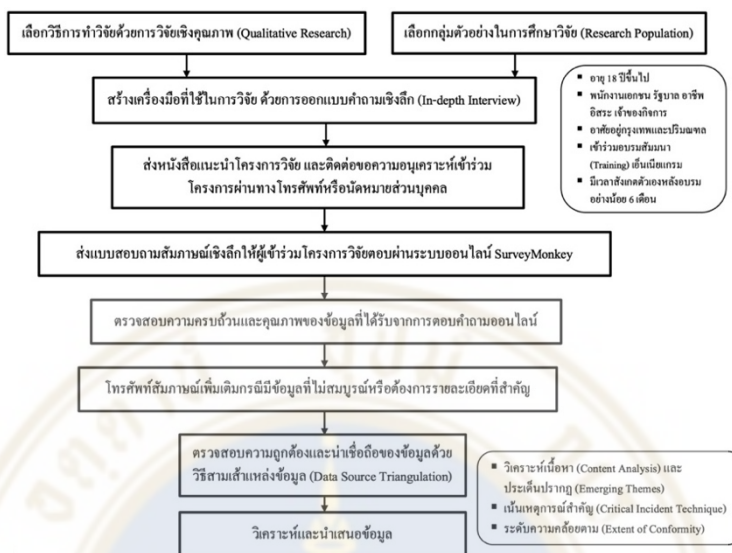 เลือกวิธีการทำวิจัยด้วยการวิจัยเชิงคุณภาพ (Qualitative Research)
เลือกกลุ่มตัวอย่างในการศึกษาวิจัย (Research Population)
สร้างเครื่องมือที่ใช้ในการวิจัย ด้วยการออกแบบคำถามเชิงลึก (In-depth Interview)
▪ อายุ 18 ปีขึ้นไป
▪ พนักงานเอกชน รัฐบาล อาชีพ
อิสระ เจ้าของกิจการ
▪ อาศัยอยู่กรุงเทพและปริมณฑล
▪ เข้าร่วมอบรมสัมมนา
(Training) เอ็นเนียแกรม
▪ มีเวลาสังเกตตัวเองหลังอบรม
อย่างน้อย 6 เดือน
ส่งหนังสือแนะนำโครงการวิจัย และติดต่อขอความอนุเคราะห์เข้าร่วม
โครงการผ่านทางโทรศัพท์หรือนัดหมายส่วนบุคคล
ส่งแบบสอบถามสัมภาษณ์เชิงลึกให้ผู้เข้าร่วมโครงการวิจัยตอบผ่านระบบออนไลน์ SurveyMonkey
ตรวจสอบความครบถ้วนและคุณภาพของข้อมูลที่ได้รับจากการตอบคำถามออนไลน์
โทรศัพท์สัมภาษณ์เพิ่มเติมกรณีมีข้อมูลที่ไม่สมบูรณ์หรือต้องการรายละเอียดที่สำคัญ
ตรวจสอบความถูกต้องและน่าเชื่อถือของข้อมูลด้วย
วิธีสามเส้าแหล่งข้อมูล (Data Source Triangulation)
▪ วิเคราะห์เนื้อหา (Content Analysis) และ
ประเด็นปรากฏ (Emerging Themes)
▪ เน้นเหตุการณ์สำคัญ (Critical Incident Technique)
▪ ระดับความคล้อยตาม (Extent of Conformity)
วิเคราะห์และนำเสนอข้อมูล